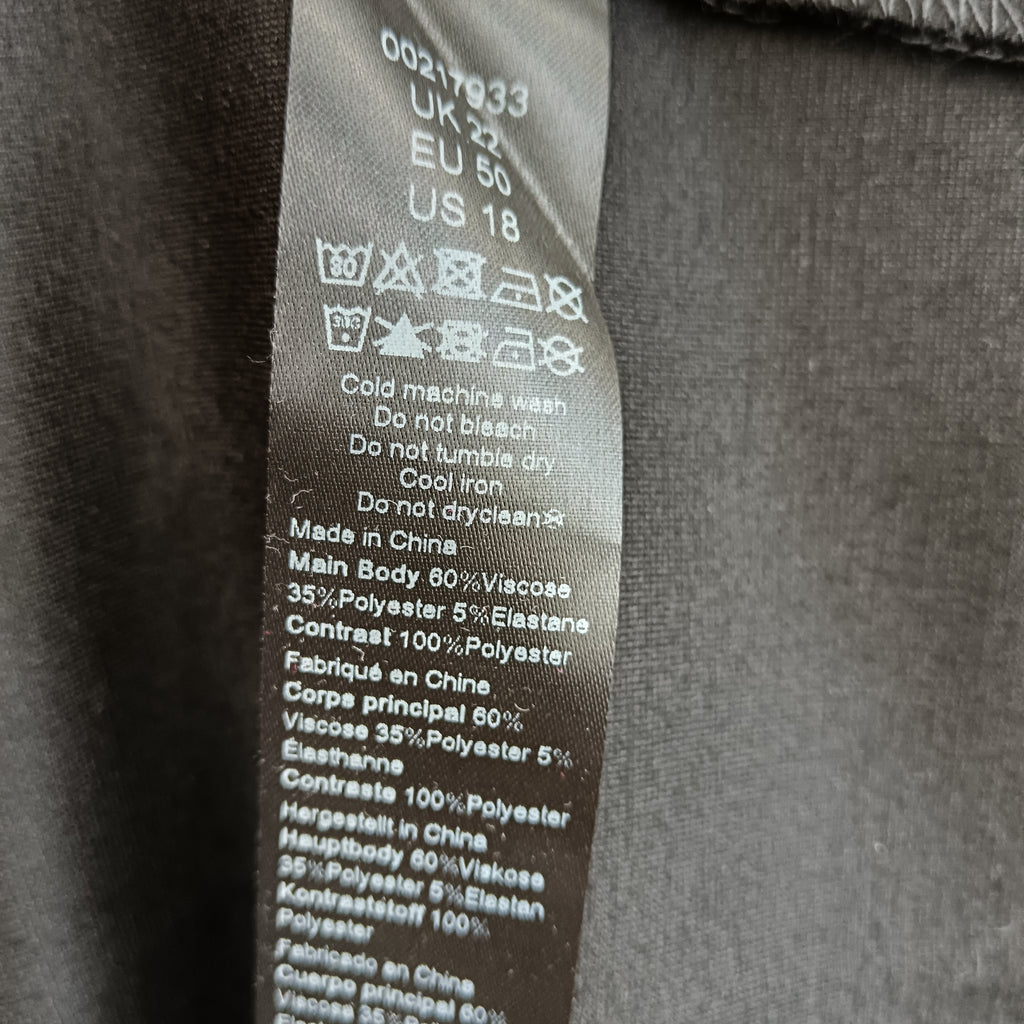 00217933
UK 22
EU 50
US 18
Cold machine wash
Do not bleach
Do not tumble dry
Cool iron
Do not dryclean
Made in China
Main Body 60%Viscose
35%Polyester 5%Elastane
Contrast 100%Polyester
Fabriqué en Chine
Corps principal 60%
Viscose 35%Polyester 5%
Élasthanne
Contraste 100%Polyester
Hergestellt in China
Hauptbody 60%Viskose
35%Polyester 5%Elastan
Kontraststoff 100%
Polyester
Fabricado en China
Cuerpo principal 60%
Viscose 35%